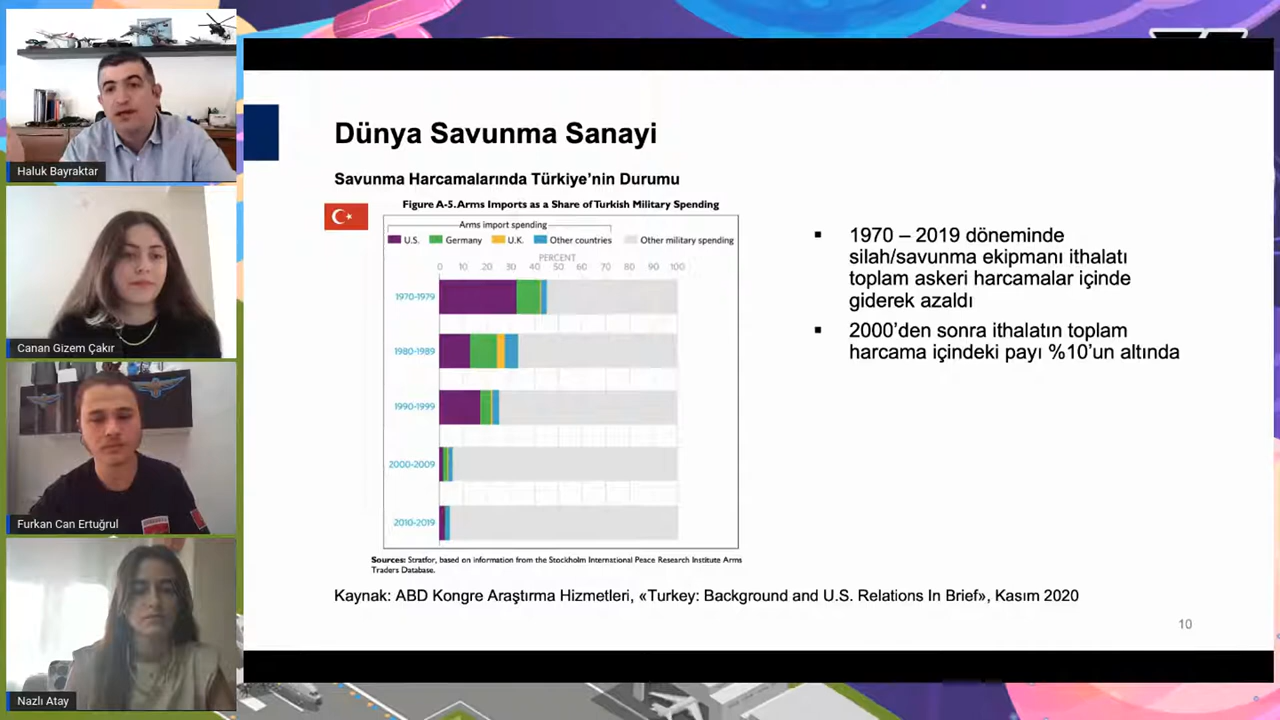 Haluk Bayraktar
Canan Gizem Çakır
Furkan Can Ertuğrul
Nazlı Atay
Dünya Savunma Sanayi
Savunma Harcamalarında Türkiye'nin Durumu
Figure A-5. Arms Imports as a Share of Turkish Military Spending
Arms import spending
U.S. Germany U.K. Other countries Other military spending
PERCENT
0 10 20 30 40 50 60 70 80 90 100
1970-1979
1980-1989
1990-1999
2000-2009
2010-2019
Sources: Stratfor, based on information from the Stockholm International Peace Research Institute Arms
Traders Database.
▪ 1970 – 2019 döneminde
silah/savunma ekipmanı ithalatı
toplam askeri harcamalar içinde
giderek azaldı
▪ 2000'den sonra ithalatın toplam
harcama içindeki payı %10'un altında
Kaynak: ABD Kongre Araştırma Hizmetleri, «Turkey: Background and U.S. Relations In Brief», Kasım 2020
10